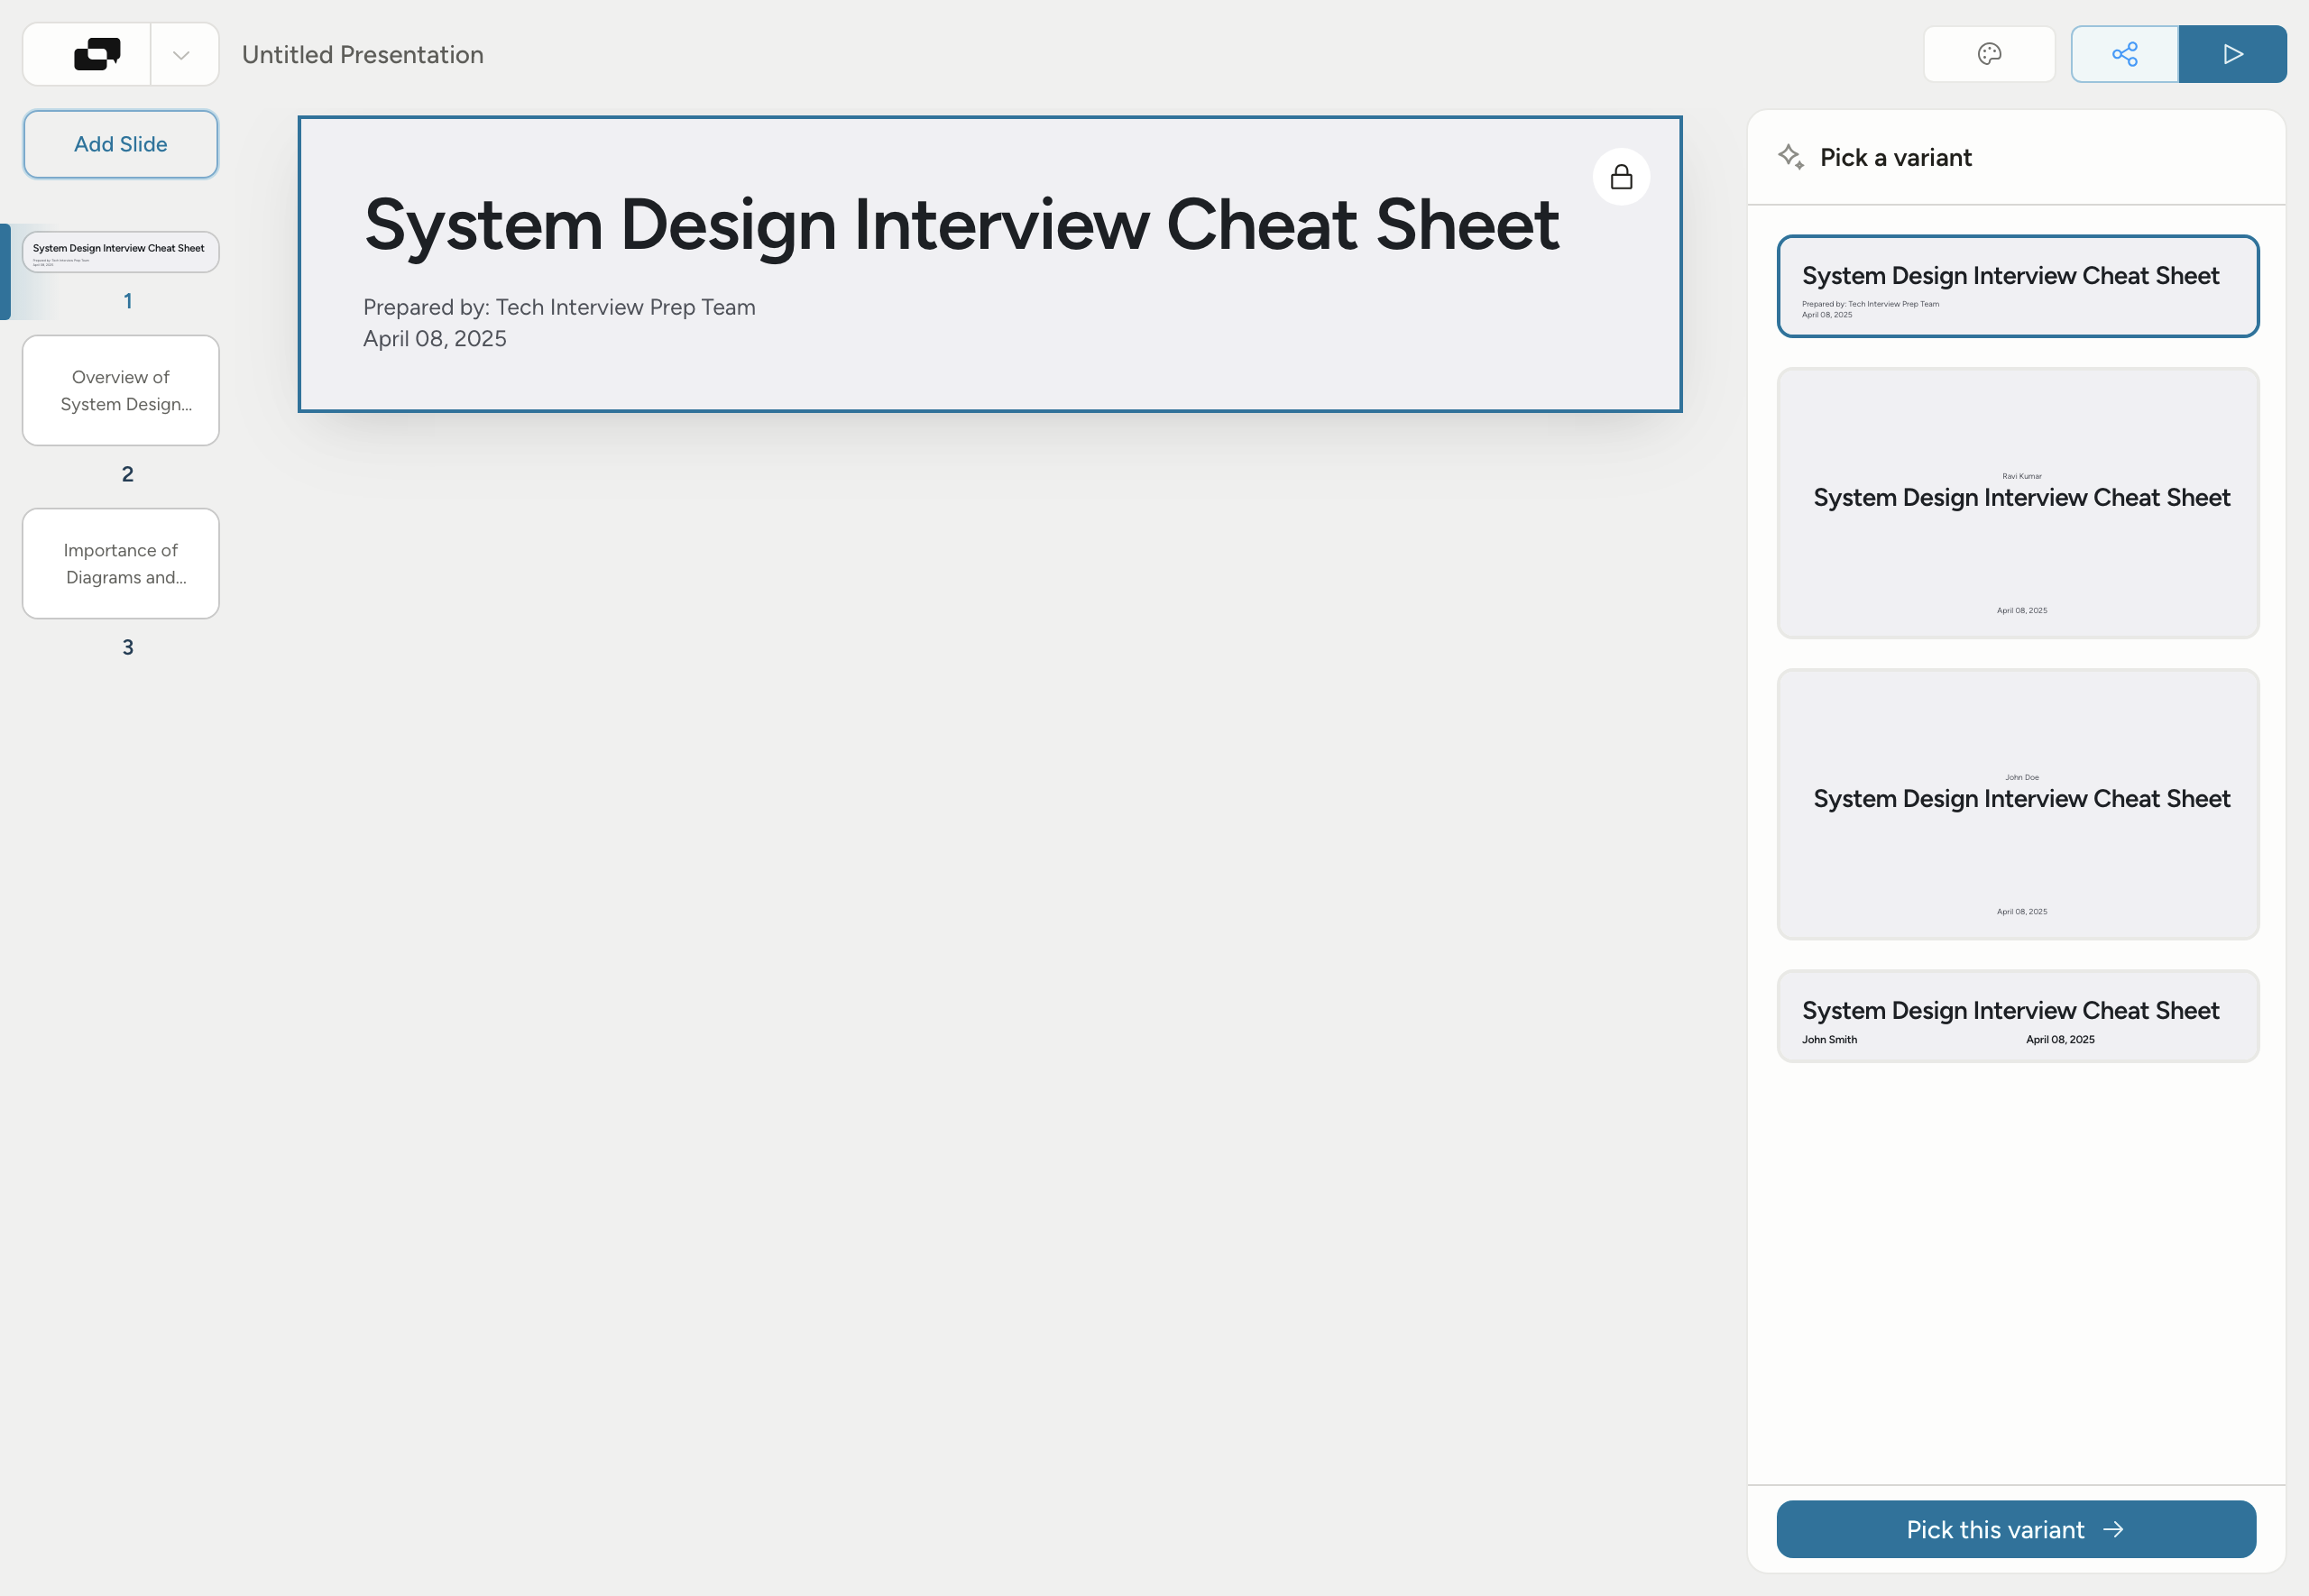 Untitled Presentation
Add Slide
System Design Interview Cheat Sheet
Prepared by: Tech Interview Prep Team
April 08, 2025
1
Overview of
System Design...
2
Importance of
Diagrams and...
3
System Design Interview Cheat Sheet
Prepared by: Tech Interview Prep Team
April 08, 2025
Pick a variant
System Design Interview Cheat Sheet
Prepared by: Tech Interview Prep Team
April 08, 2025
Ravi Kumar
System Design Interview Cheat Sheet
April 08, 2025
John Doe
System Design Interview Cheat Sheet
April 08, 2025
System Design Interview Cheat Sheet
John Smith April 08, 2025
Pick this variant